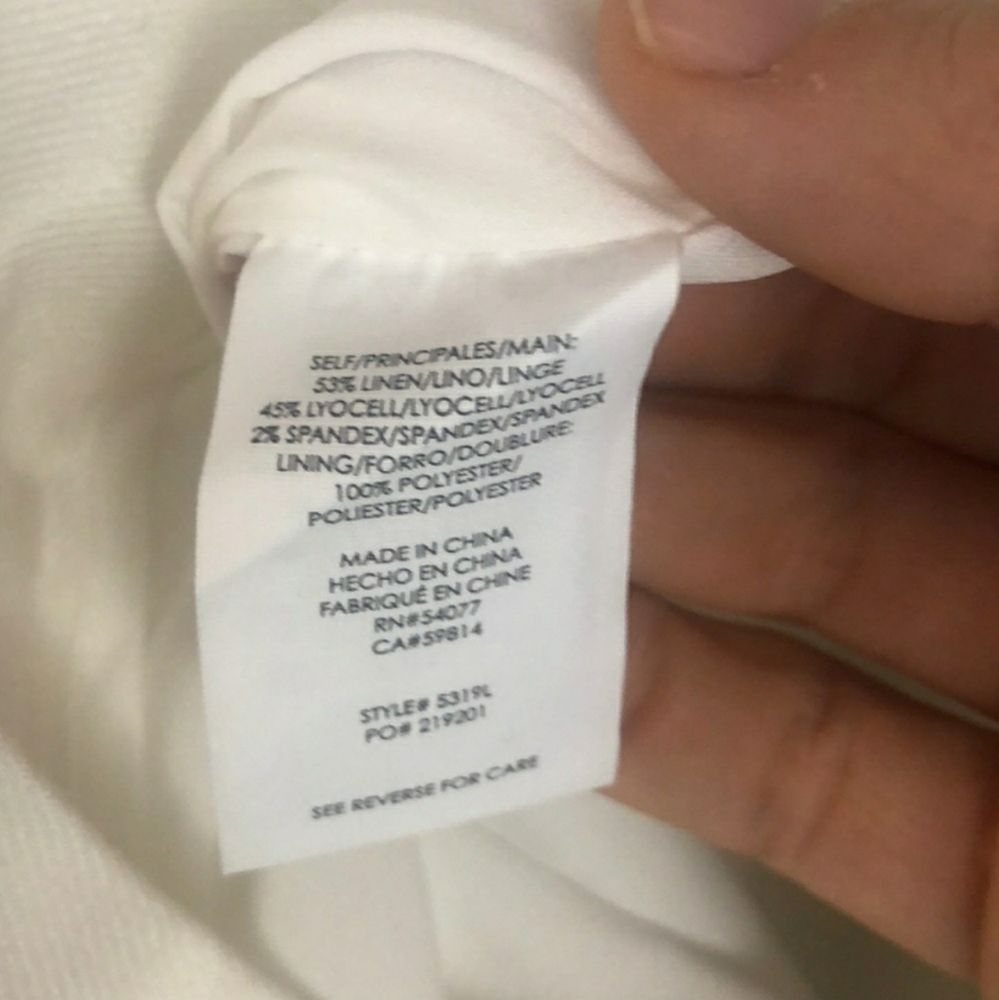 SELF/PRINCIPALES/MAIN:
53% LINEN/LINO/LINGE
45% LYOCELL/LYOCELL/LYOCELL
2% SPANDEX/SPANDEX/SPANDEX
LINING/FORRO/DOUBLURE:
100% POLYESTER/
POLIESTER/POLYESTER
MADE IN CHINA
HECHO EN CHINA
FABRIQUÉ EN CHINE
RN#54077
CA#59814
STYLE# 5319L
PO# 219201
SEE REVERSE FOR CARE